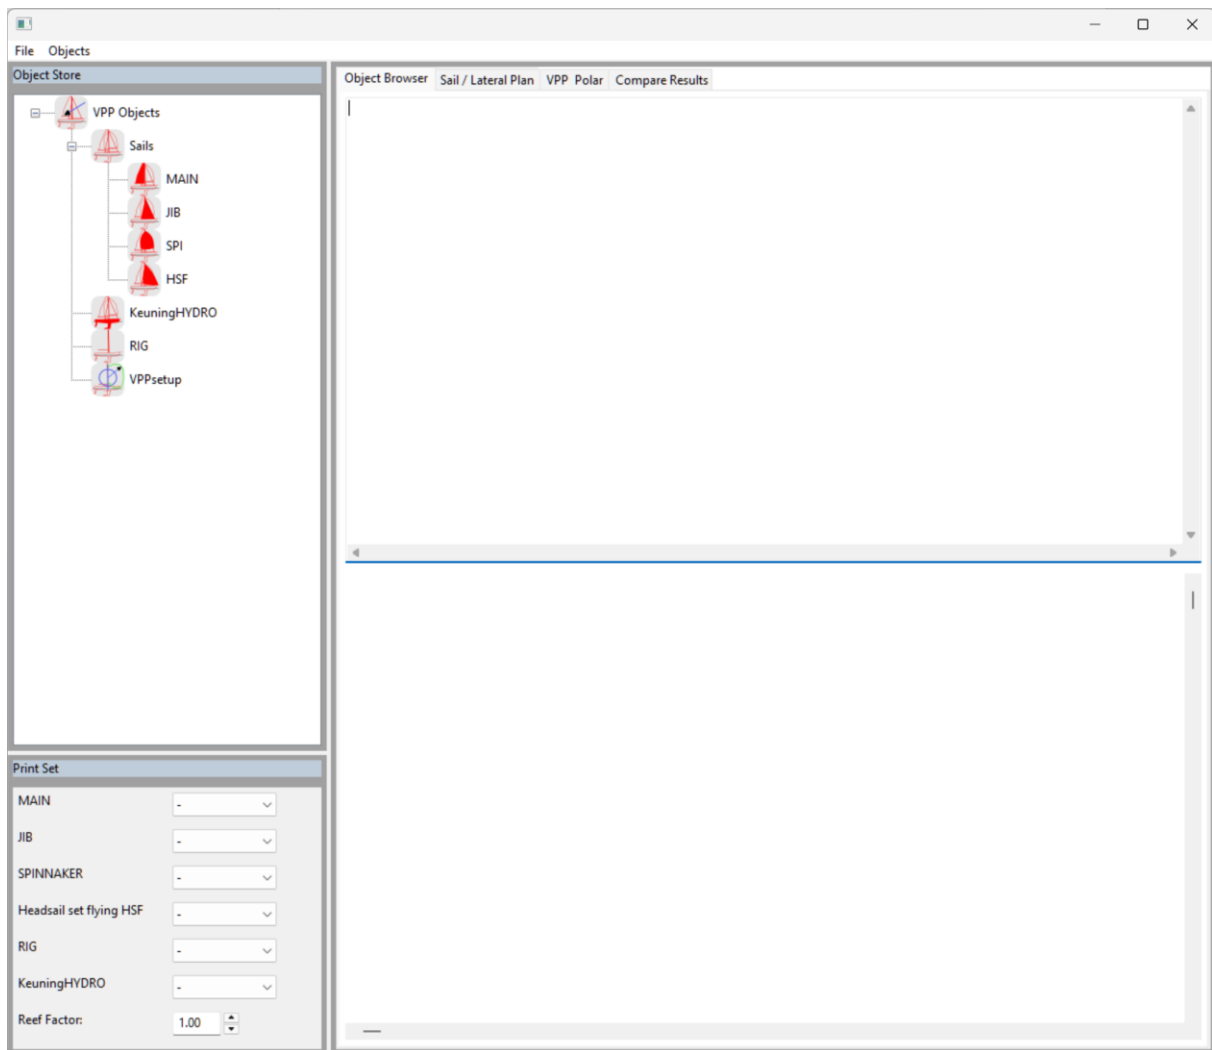 File Objects
Object Store
VPP Objects
Sails
MAIN
JIB
SPI
HSF
KeuningHYDRO
RIG
VPPsetup
Print Set
MAIN -
JIB -
SPINNAKER -
Headsail set flying HSF -
RIG -
KeuningHYDRO -
Reef Factor: 1.00
Object Browser Sail / Lateral Plan VPP Polar Compare Results